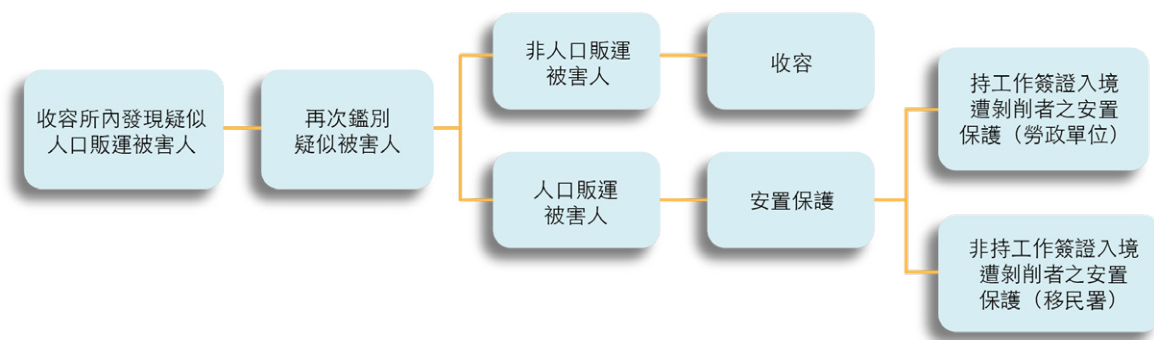 收容所內發現疑似
人口販運被害人
再次鑑別
疑似被害人
非人口販運
被害人
收容
人口販運
被害人
安置保護
持工作簽證入境
遭剝削者之安置
保護（勞政單位）
非持工作簽證入境
遭剝削者之安置
保護（移民署）